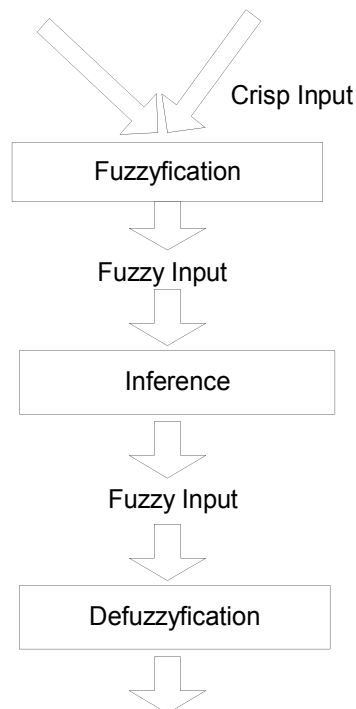 Crisp Input
Fuzzyfication
Fuzzy Input
Inference
Fuzzy Input
Defuzzyfication